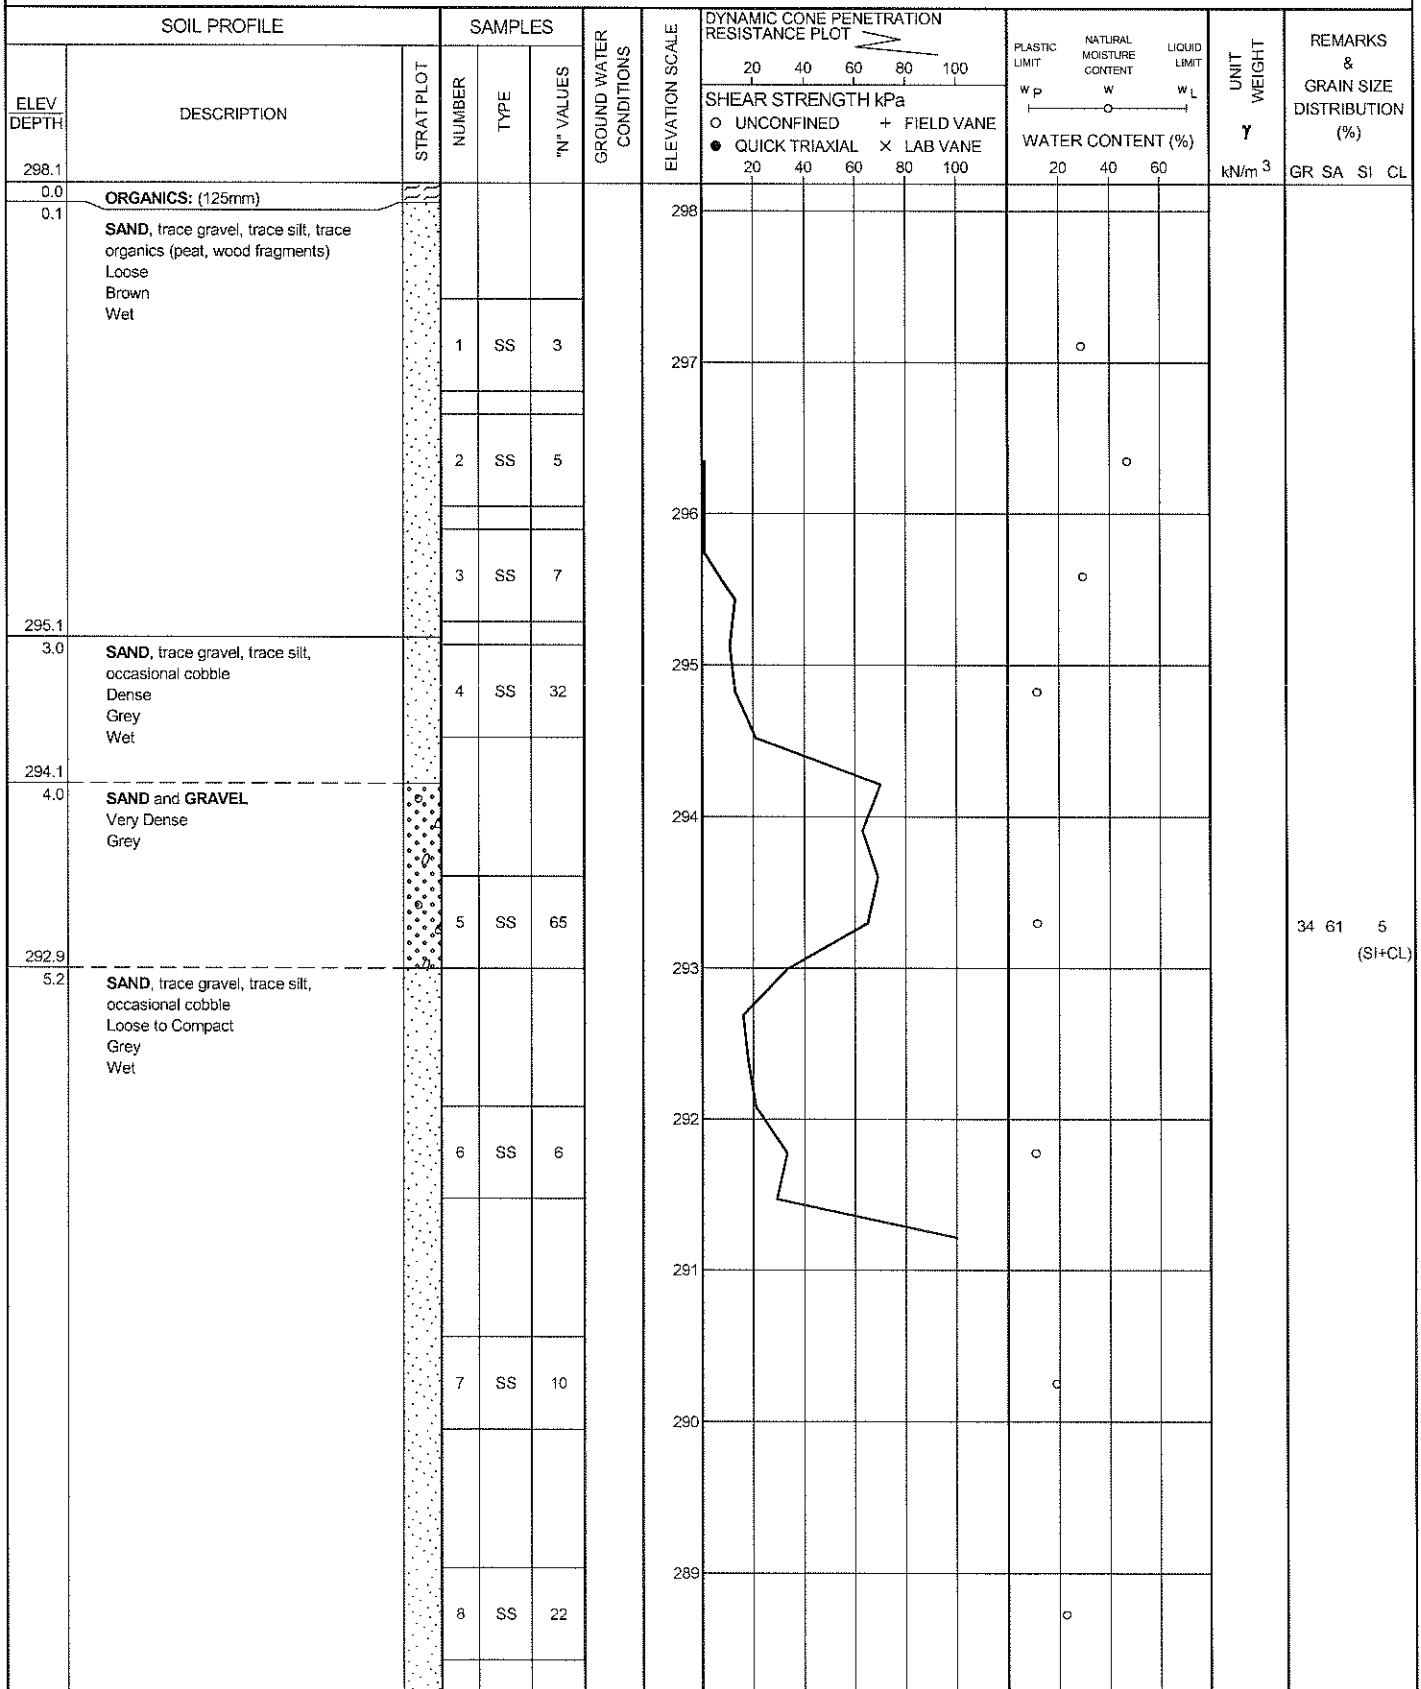 SOIL PROFILE
SAMPLES
GROUND WATER CONDITIONS
ELEVATION SCALE
DYNAMIC CONE PENETRATION
RESISTANCE PLOT
20 40 60 80 100
SHEAR STRENGTH kPa
○ UNCONFINED + FIELD VANE
● QUICK TRIAXIAL × LAB VANE
PLASTIC LIMIT
NATURAL MOISTURE CONTENT
LIQUID LIMIT
W P W W L
WATER CONTENT (%)
20 40 60
UNIT WEIGHT
γ
kN/m 3
REMARKS
&
GRAIN SIZE
DISTRIBUTION
(%)
GR SA SI CL
ELEV
DEPTH
DESCRIPTION
STRAT PLOT
NUMBER
TYPE
"N" VALUES
298.1
0.0
ORGANICS: (125mm)
0.1
SAND, trace gravel, trace silt, trace
organics (peat, wood fragments)
Loose
Brown
Wet
298
1 SS 3
297
2 SS 5
296
3 SS 7
295.1
3.0
SAND, trace gravel, trace silt,
occasional cobble
Dense
Grey
Wet
295
4 SS 32
294.1
4.0
SAND and GRAVEL
Very Dense
Grey
294
5 SS 65
34 61 5
(SI+CL)
292.9
5.2
SAND, trace gravel, trace silt,
occasional cobble
Loose to Compact
Grey
Wet
293
292
6 SS 6
291
7 SS 10
290
289
8 SS 22